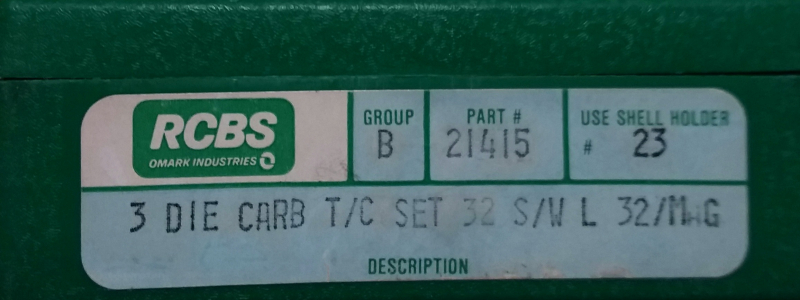 RCBS
OMARK INDUSTRIES
GROUP
B
PART #
21415
USE SHELL HOLDER
# 23
3 DIE CARB T/C SET 32 S/W L 32/MAG
DESCRIPTION